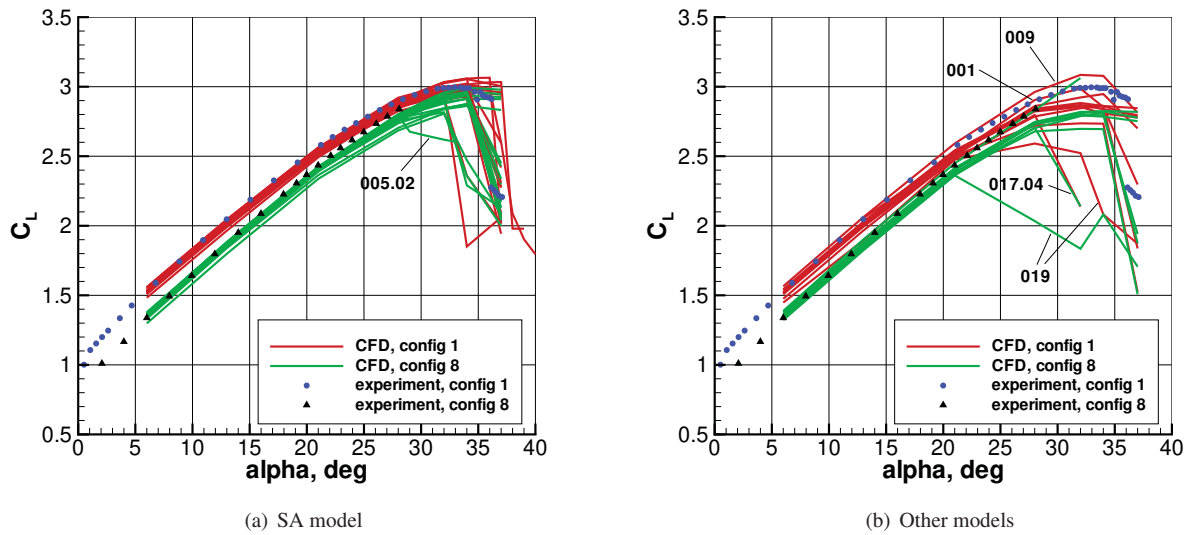 3.5
3
2.5
2
1.5
1
0.5
C_L
0 5 10 15 20 25 30 35 40
alpha, deg
005.02
CFD, config 1
CFD, config 8
experiment, config 1
experiment, config 8
(a) SA model
3.5
3
2.5
2
1.5
1
0.5
C_L
0 5 10 15 20 25 30 35 40
alpha, deg
009
001
017.04
019
CFD, config 1
CFD, config 8
experiment, config 1
experiment, config 8
(b) Other models